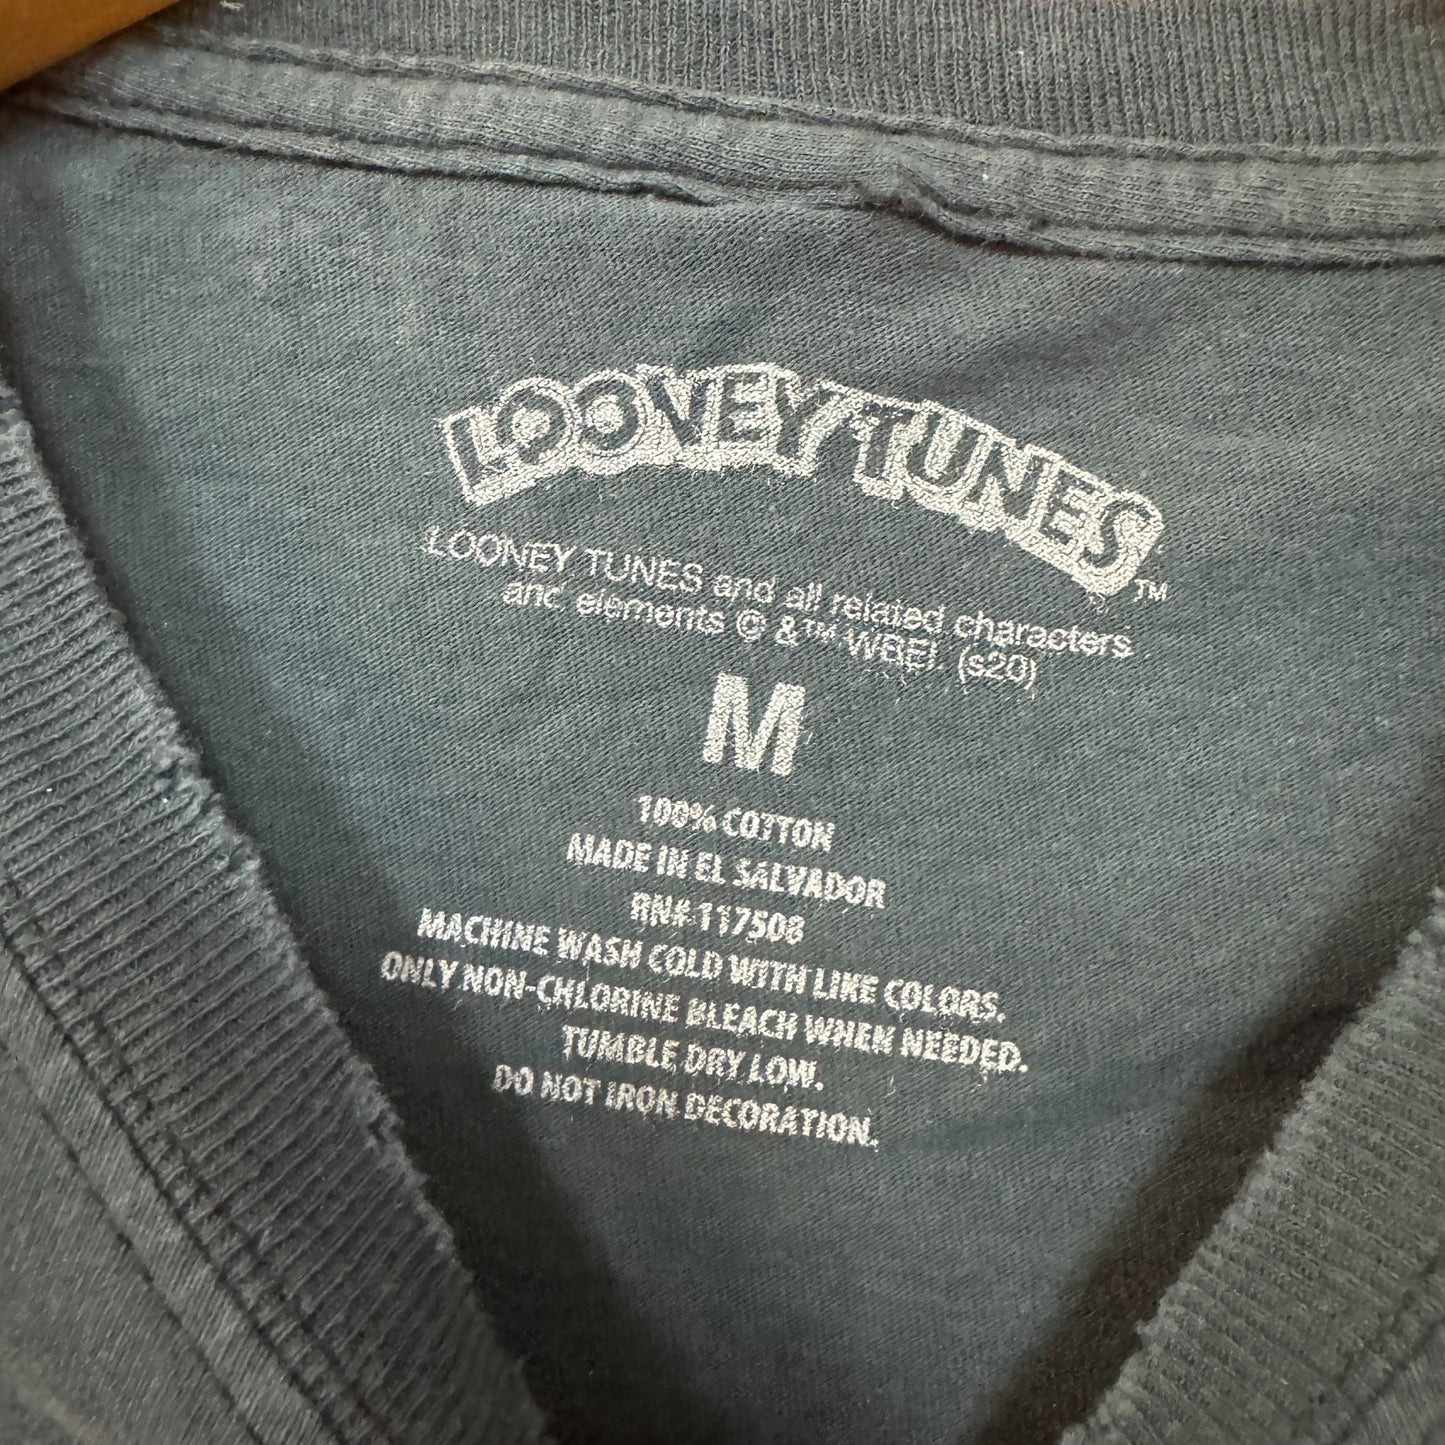 LOONEY TUNES™
LOONEY TUNES and all related characters
and elements © &™ WBEI. (s20)
M
100% COTTON
MADE IN EL SALVADOR
RN# 117508
MACHINE WASH COLD WITH LIKE COLORS.
ONLY NON-CHLORINE BLEACH WHEN NEEDED.
TUMBLE DRY LOW.
DO NOT IRON DECORATION.